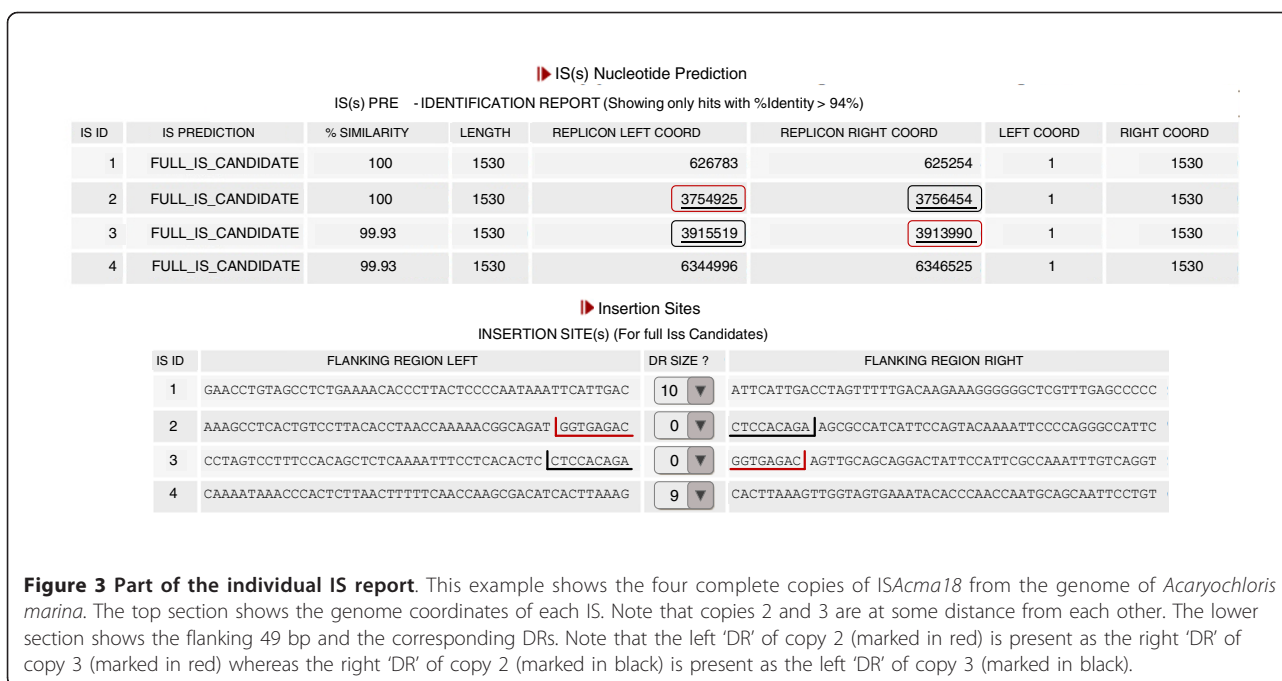 IS(s) Nucleotide Prediction
IS(s) PRE - IDENTIFICATION REPORT (Showing only hits with %Identity > 94%)
IS ID IS PREDICTION % SIMILARITY LENGTH REPLICON LEFT COORD REPLICON RIGHT COORD LEFT COORD RIGHT COORD
1 FULL_IS_CANDIDATE 100 1530 626783 625254 1 1530
2 FULL_IS_CANDIDATE 100 1530 3754925 3756454 1 1530
3 FULL_IS_CANDIDATE 99.93 1530 3915519 3913990 1 1530
4 FULL_IS_CANDIDATE 99.93 1530 6344996 6346525 1 1530
Insertion Sites
INSERTION SITE(s) (For full Iss Candidates)
IS ID FLANKING REGION LEFT DR SIZE ? FLANKING REGION RIGHT
1 GAACCTGTAGCCTCTGAAAACACCCTTACTCCCCAATAAATTCATTGAC 10 ATTCATTGACCTAGTTTTTGACAAGAAAGGGGGGCTCGTTTGAGCCCCC
2 AAAGCCTCACTGTCCTTACACCTAACCAAAAACGGCAGAT GGTGAGAC 0 CTCCACAGA AGCGCCATCATTCCAGTACAAAATTCCCCAGGGCCATTC
3 CCTAGTCCTTTCCACAGCTCTCAAAATTTCCTCACACTC CTCCACAGA 0 GGTGAGAC AGTTGCAGCAGGACTATTCCATTCGCCAAATTTGTCAGGT
4 CAAAATAAACCCACTCTTAACTTTTTCAACCAAGCGACATCACTTAAAG 9 CACTTAAAGTTGGTAGTGAAATACACCCAACCAATGCAGCAATTCCTGT
Figure 3 Part of the individual IS report. This example shows the four complete copies of ISAcma18 from the genome of Acaryochloris
marina. The top section shows the genome coordinates of each IS. Note that copies 2 and 3 are at some distance from each other. The lower
section shows the flanking 49 bp and the corresponding DRs. Note that the left 'DR' of copy 2 (marked in red) is present as the right 'DR' of
copy 3 (marked in red) whereas the right 'DR' of copy 2 (marked in black) is present as the left 'DR' of copy 3 (marked in black).